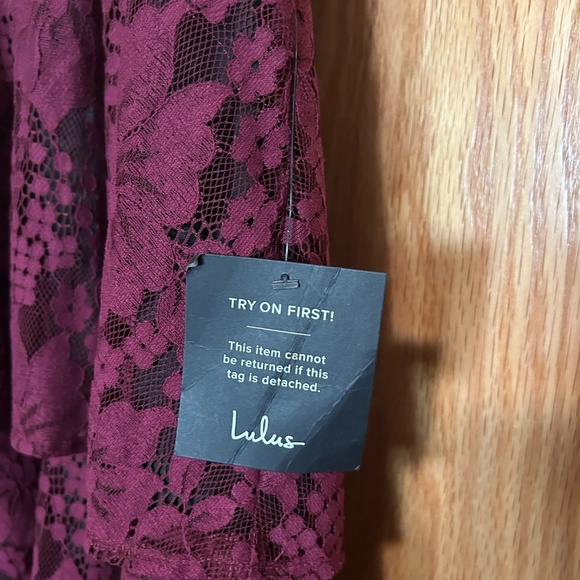 TRY ON FIRST!
This item cannot
be returned if this
tag is detached.
Lulus